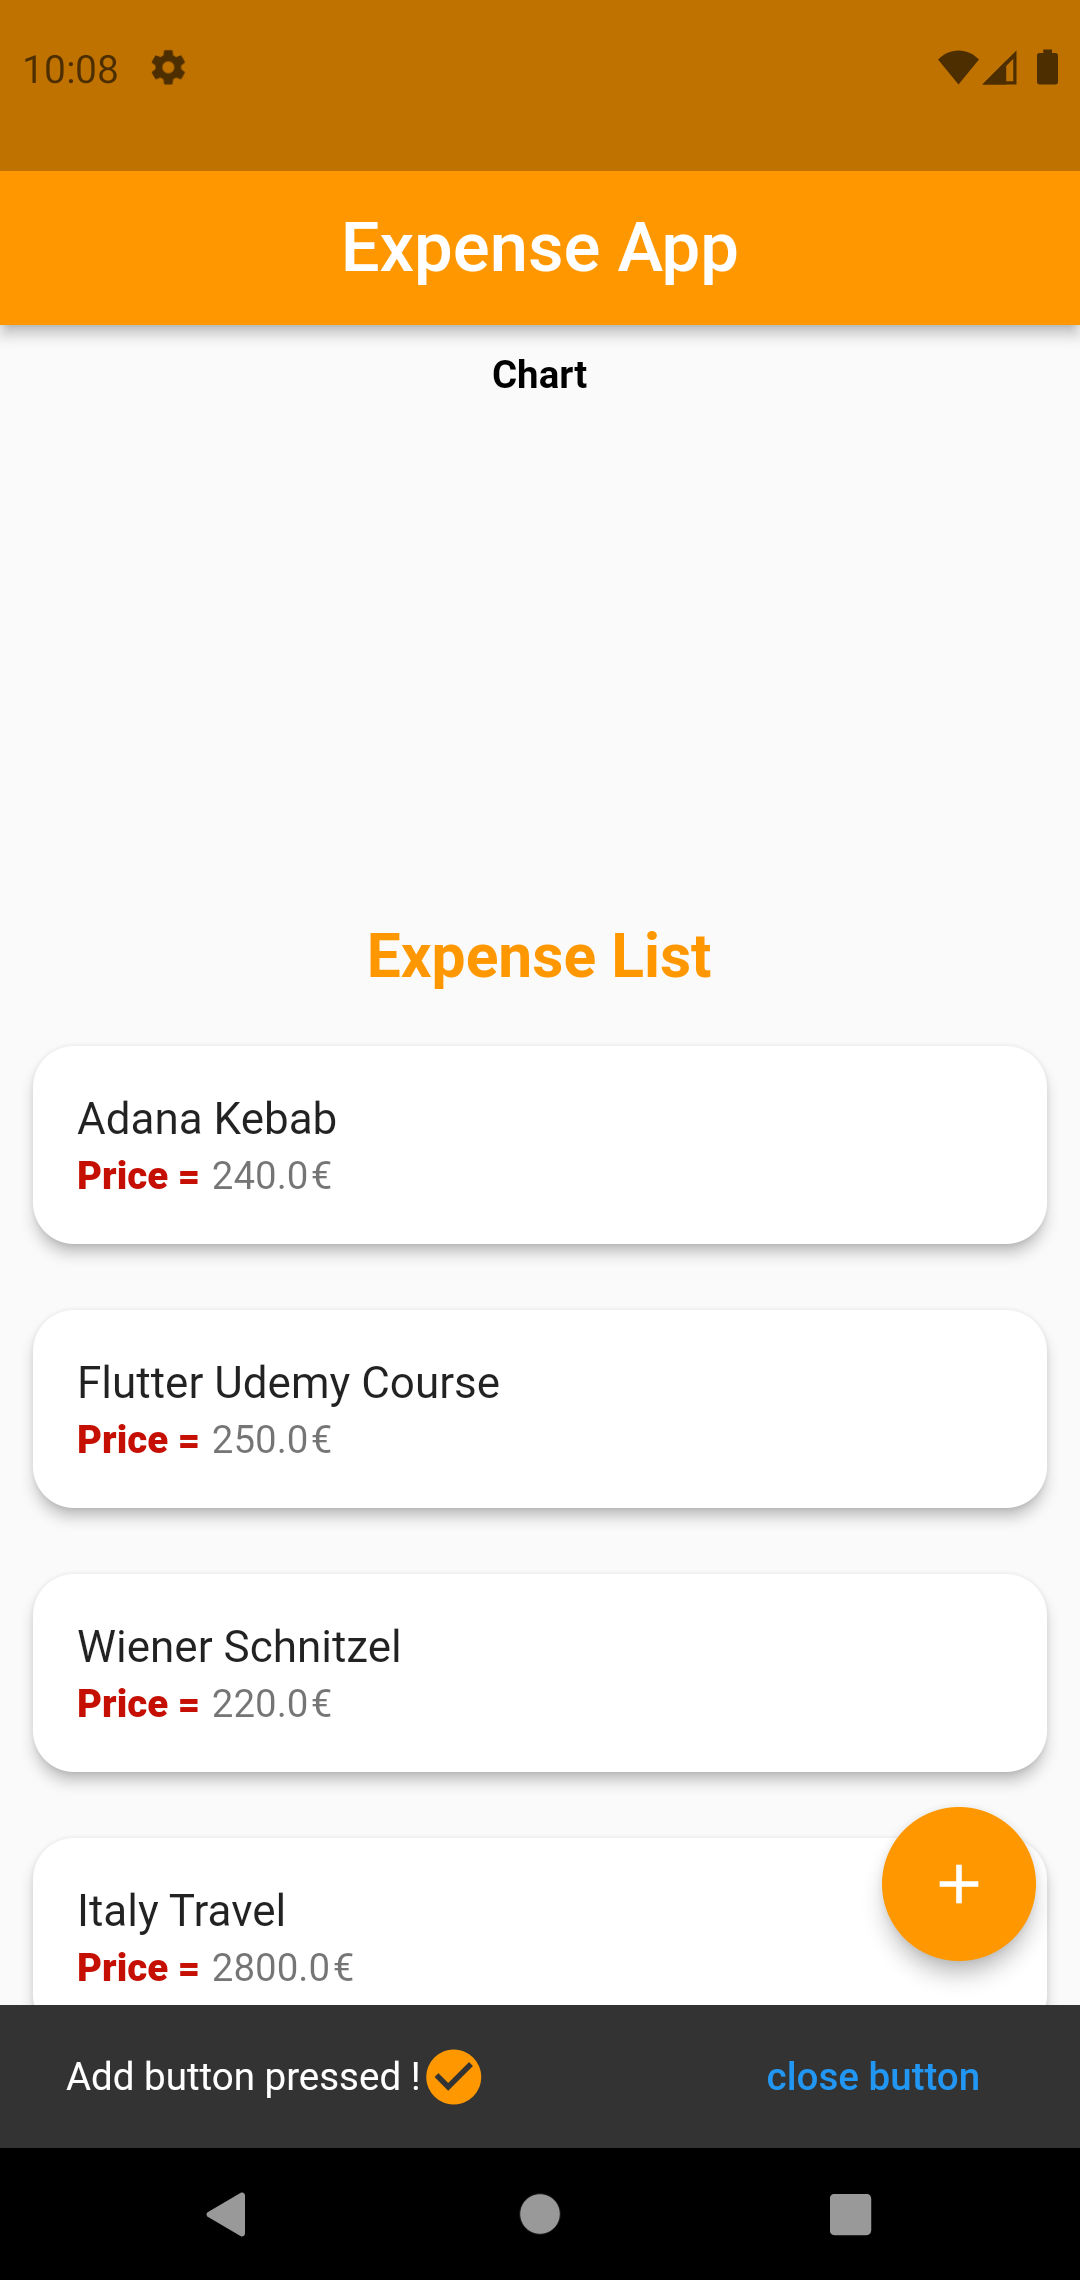 10:08
Expense App
Chart
Expense List
Adana Kebab
Price = 240.0€
Flutter Udemy Course
Price = 250.0€
Wiener Schnitzel
Price = 220.0€
Italy Travel
Price = 2800.0€
Add button pressed ! close button